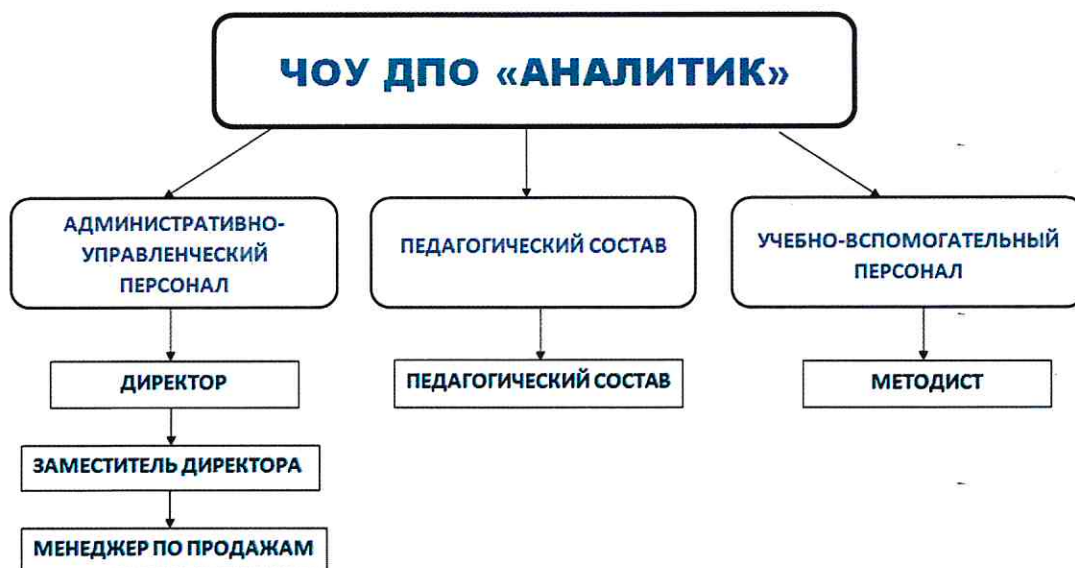 ЧОУ ДПО «АНАЛИТИК»
АДМИНИСТРАТИВНО-
УПРАВЛЕНЧЕСКИЙ
ПЕРСОНАЛ
ПЕДАГОГИЧЕСКИЙ СОСТАВ
УЧЕБНО-ВСПОМОГАТЕЛЬНЫЙ
ПЕРСОНАЛ
ДИРЕКТОР
ПЕДАГОГИЧЕСКИЙ СОСТАВ
МЕТОДИСТ
ЗАМЕСТИТЕЛЬ ДИРЕКТОРА
МЕНЕДЖЕР ПО ПРОДАЖАМ